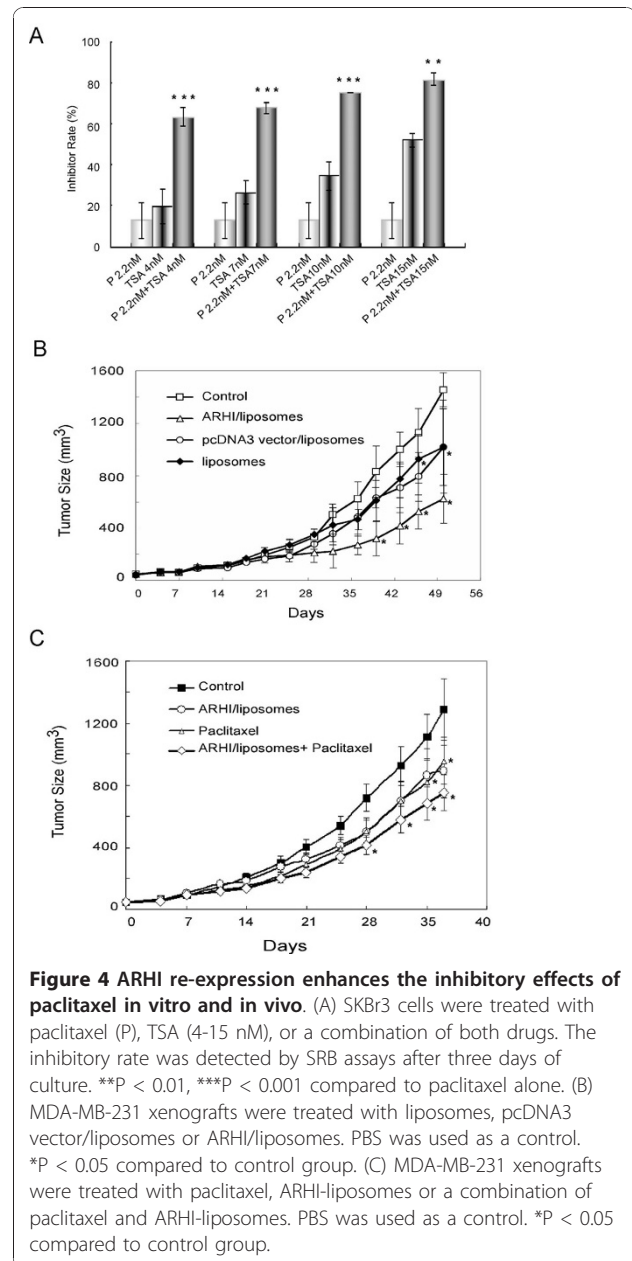 A
Inhibitor Rate (%)
100
80
60
40
20
0
***
***
***
**
P 2.2nM
TSA 4nM
P 2.2nM+TSA 4nM
P 2.2nM
TSA 7nM
P 2.2nM+TSA7nM
P 2.2nM
TSA10nM
P 2.2nM+TSA10nM
P 2.2nM
TSA15nM
P 2.2nM+TSA15nM
B
Tumor Size (mm³)
1600
1200
800
400
0
Control
ARHI/liposomes
pcDNA3 vector/liposomes
liposomes
*
*
*
*
*
*
0 7 14 21 29 36 42 49 56
Days
C
Tumor Size (mm³)
1600
1200
800
400
0
Control
ARHI/liposomes
Paclitaxel
ARHI/liposomes+ Paclitaxel
*
*
*
*
*
*
0 7 14 21 28 35 40
Days
Figure 4 ARHI re-expression enhances the inhibitory effects of
paclitaxel in vitro and in vivo. (A) SKBr3 cells were treated with
paclitaxel (P), TSA (4-15 nM), or a combination of both drugs. The
inhibitory rate was detected by SRB assays after three days of
culture. **P < 0.01, ***P < 0.001 compared to paclitaxel alone. (B)
MDA-MB-231 xenografts were treated with liposomes, pcDNA3
vector/liposomes or ARHI/liposomes. PBS was used as a control.
*P < 0.05 compared to control group. (C) MDA-MB-231 xenografts
were treated with paclitaxel, ARHI-liposomes or a combination of
paclitaxel and ARHI-liposomes. PBS was used as a control. *P < 0.05
compared to control group.